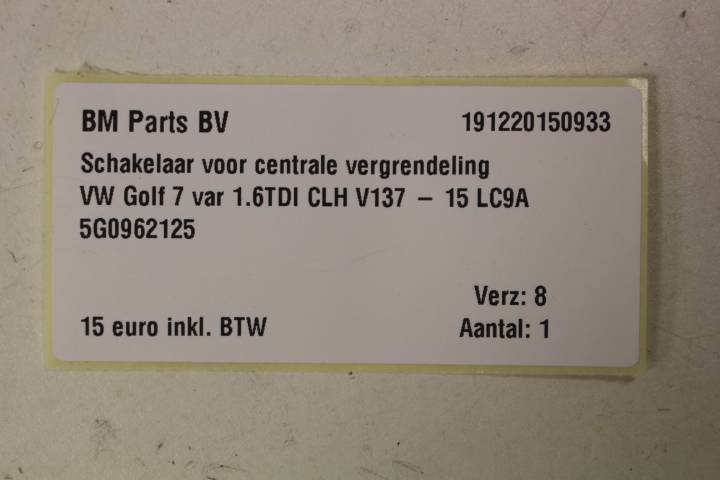 BM Parts BV 191220150933
Schakelaar voor centrale vergrendeling
VW Golf 7 var 1.6TDI CLH V137 – 15 LC9A
5G0962125
Verz: 8
15 euro inkl. BTW Aantal: 1